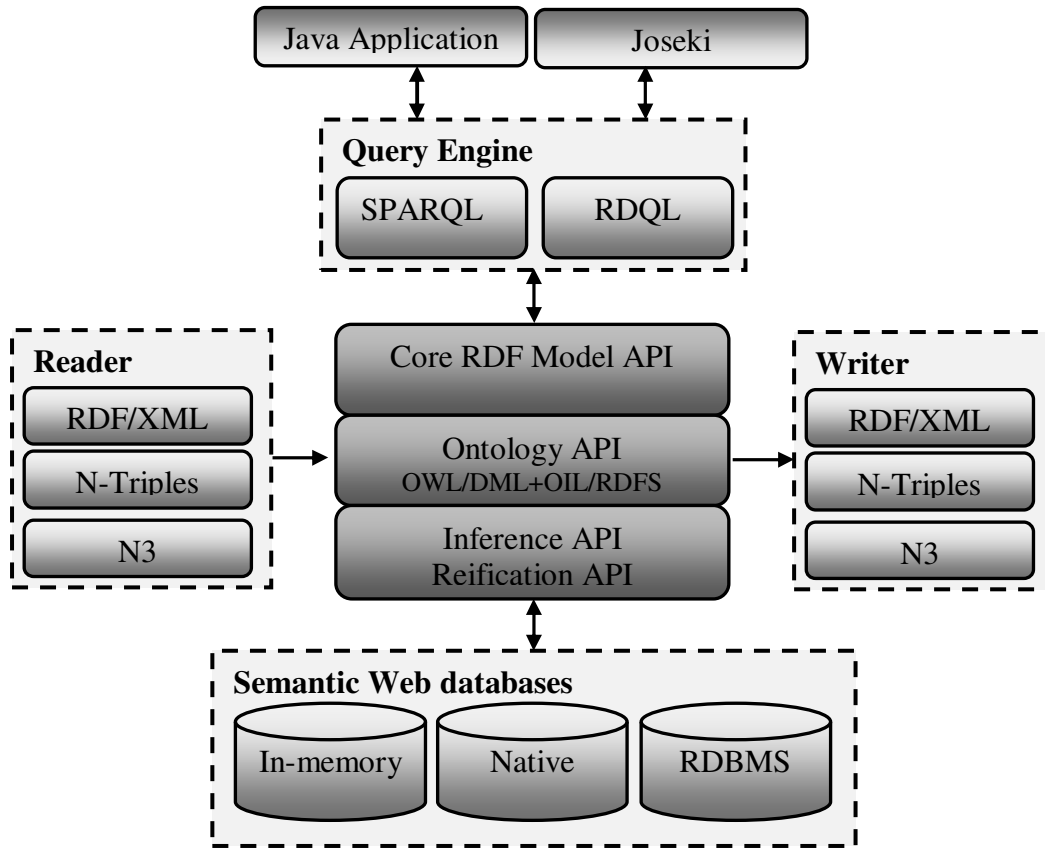 Java Application
Joseki
Query Engine
SPARQL
RDQL
Reader
RDF/XML
N-Triples
N3
Core RDF Model API
Ontology API
OWL/DML+OIL/RDFS
Inference API
Reification API
Writer
RDF/XML
N-Triples
N3
Semantic Web databases
In-memory
Native
RDBMS